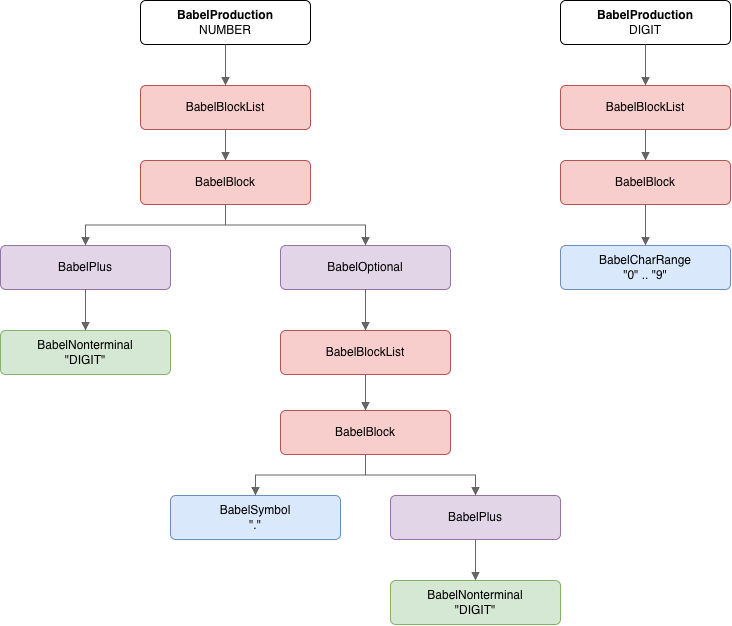 BabelProduction
NUMBER
BabelProduction
DIGIT
BabelBlockList
BabelBlockList
BabelBlock
BabelBlock
BabelPlus
BabelOptional
BabelCharRange
"0" .. "9"
BabelNonterminal
"DIGIT"
BabelBlockList
BabelBlock
BabelSymbol
"."
BabelPlus
BabelNonterminal
"DIGIT"